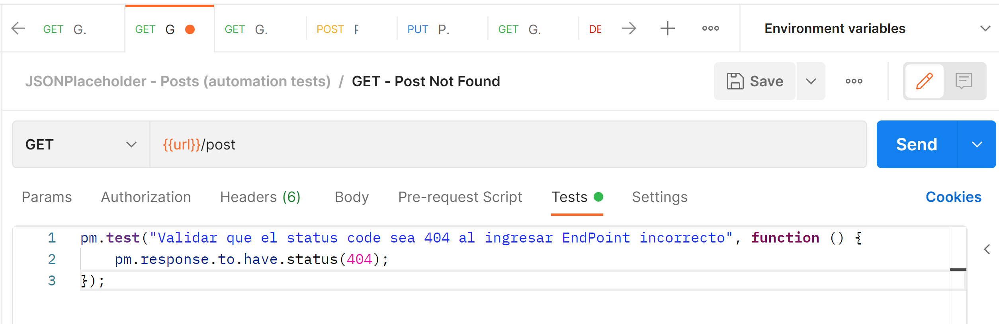 GET G. GET G GET G. POST P PUT P. GET G. DE Environment variables
JSONPlaceholder - Posts (automation tests) / GET - Post Not Found Save
GET {{url}}/post Send
Params Authorization Headers (6) Body Pre-request Script Tests Settings Cookies
1 pm.test("Validar que el status code sea 404 al ingresar EndPoint incorrecto", function () {
2 pm.response.to.have.status(404);
3 });